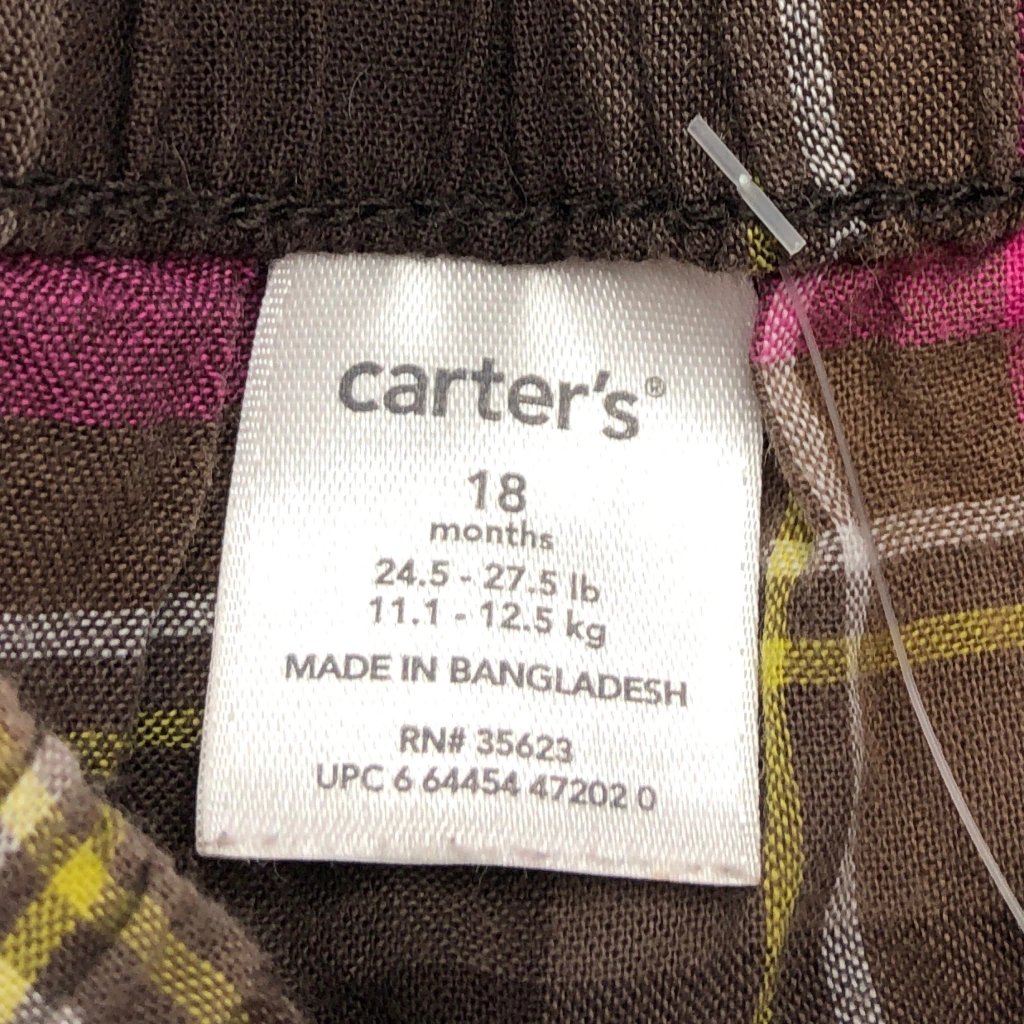 carter's®
18
months
24.5 - 27.5 lb
11.1 - 12.5 kg
MADE IN BANGLADESH
RN# 35623
UPC 6 64454 47202 0